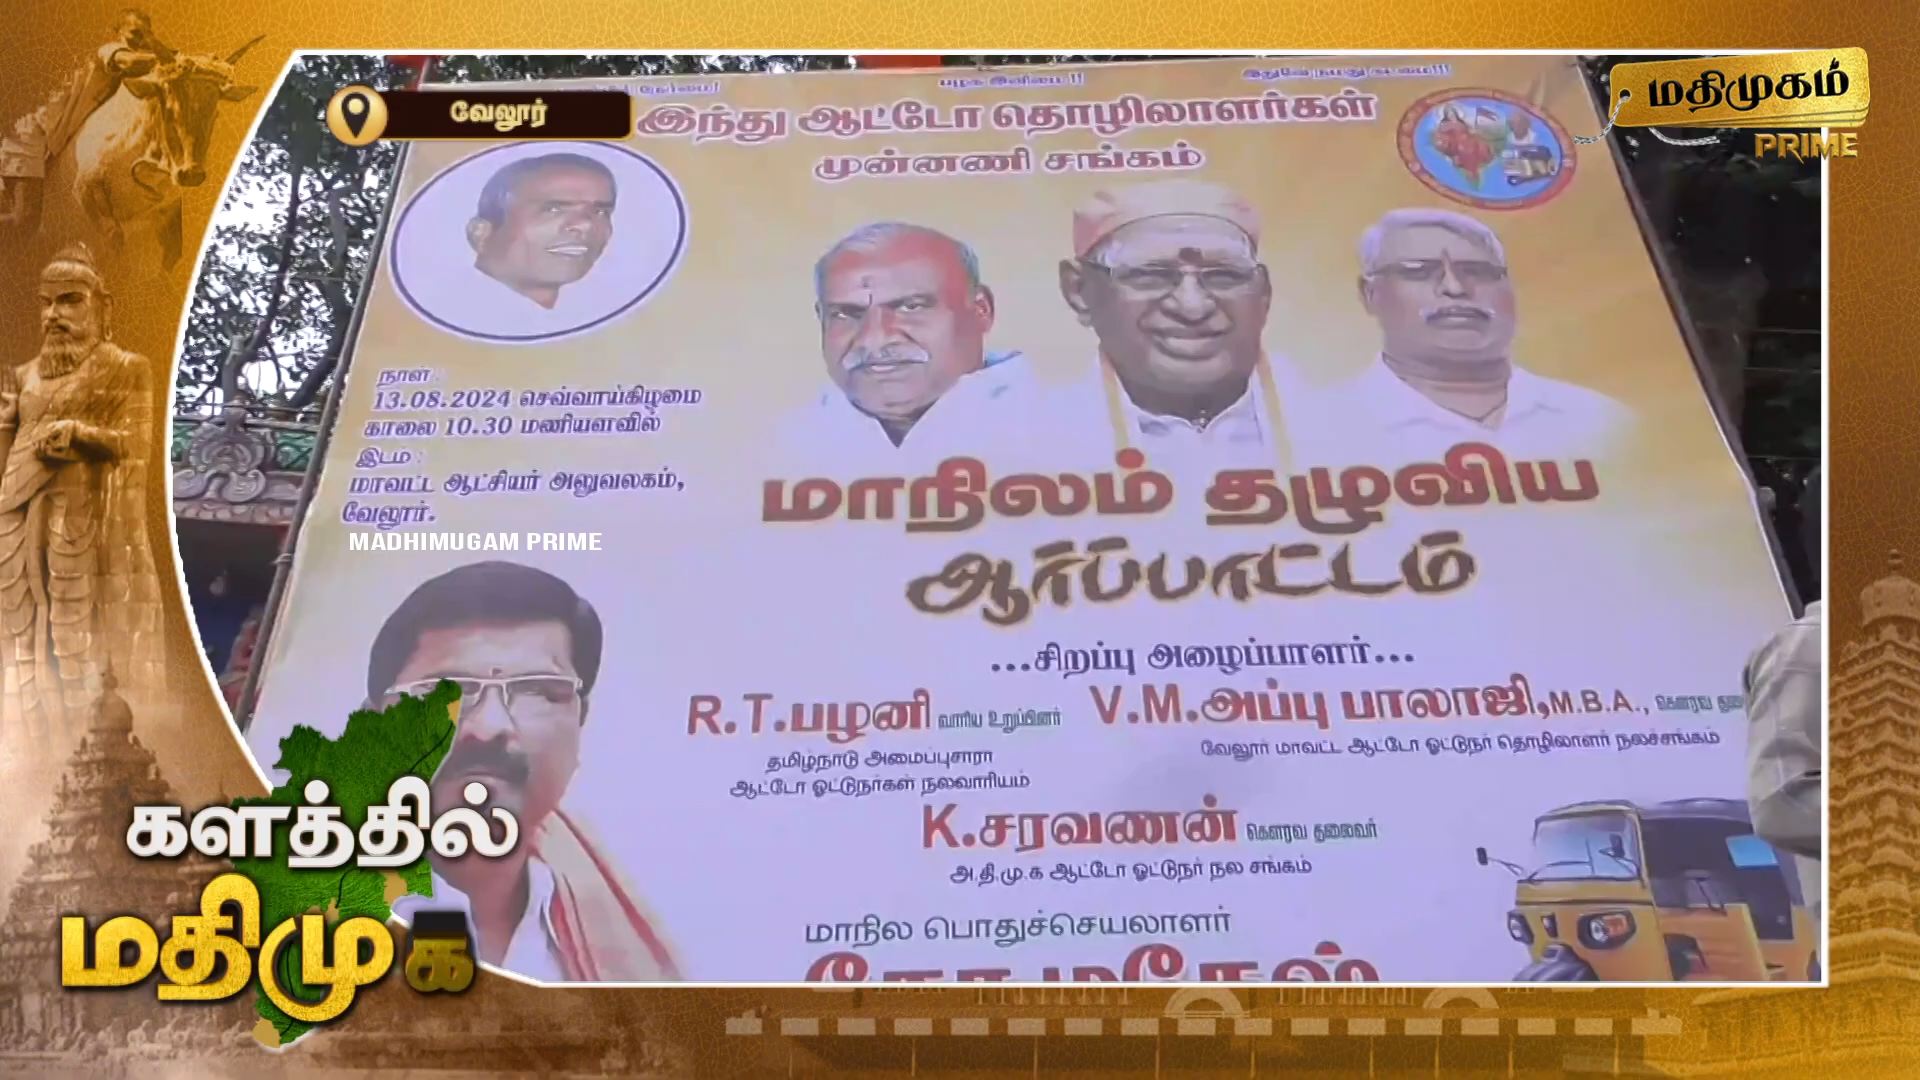 வேலூர்
மதிமுகம்
PRIME
இந்து ஆட்டோ தொழிலாளர்கள்
முன்னணி சங்கம்
நாள் :
13.08.2024 செவ்வாய்கிழமை
காலை 10.30 மணியளவில்
இடம் :
மாவட்ட ஆட்சியர் அலுவலகம்,
வேலூர்.
MADHIMUGAM PRIME
மாநிலம் தழுவிய
ஆர்ப்பாட்டம்
...சிறப்பு அழைப்பாளர்...
R.T.பழனி வாரிய உறுப்பினர்
தமிழ்நாடு அமைப்புசாரா
ஆட்டோ ஓட்டுநர்கள் நலவாரியம்
V.M.அப்பு பாலாஜி,M.B.A., கௌரவ
வேலூர் மாவட்ட ஆட்டோ ஓட்டுநர் தொழிலாளர் நலச்சங்கம்
K.சரவணன் கௌரவ தலைவர்
அ.தி.மு.க ஆட்டோ ஓட்டுநர் நல சங்கம்
மாநில பொதுச்செயலாளர்
களத்தில்
மதிமுக